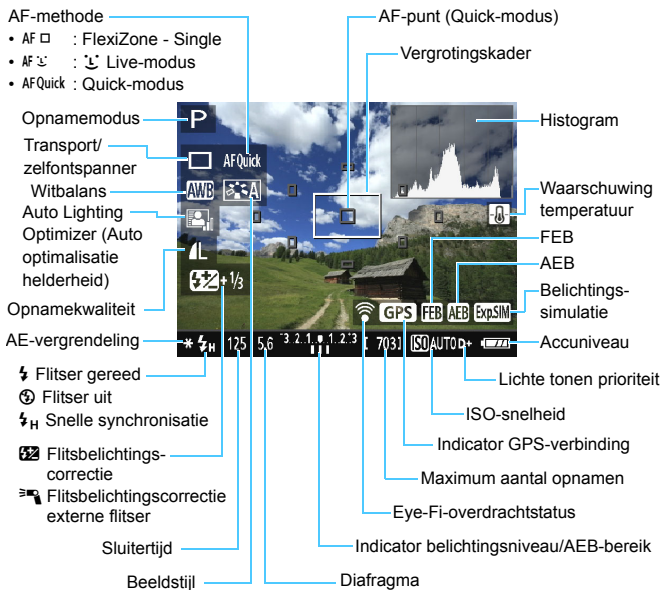 AF-methode
• AF □ : FlexiZone - Single
• AF : Live-modus
• AFQuick : Quick-modus
Opnamemodus
Transport/
zelfontspanner
Witbalans
Auto Lighting
Optimizer (Auto
optimalisatie
helderheid)
Opnamekwaliteit
AE-vergrendeling
Flitser gereed
Flitser uit
H Snelle synchronisatie
Flitsbelichtings-
correctie
Flitsbelichtingscorrectie
externe flitser
Sluitertijd
Beeldstijl
AF-punt (Quick-modus)
Vergrotingskader
Histogram
Waarschuwing
temperatuur
FEB
AEB
Belichtings-
simulatie
Accuniveau
Lichte tonen prioriteit
ISO-snelheid
Indicator GPS-verbinding
Maximum aantal opnamen
Eye-Fi-overdrachtstatus
Indicator belichtingsniveau/AEB-bereik
Diafragma
P
AFQuick
AWB A
L
+1/3
GPS FEB AEB Exp.SIM
* H 125 5.6 -3..2..1..▼..1..2.:3 [ 703] ISO AUTO D+